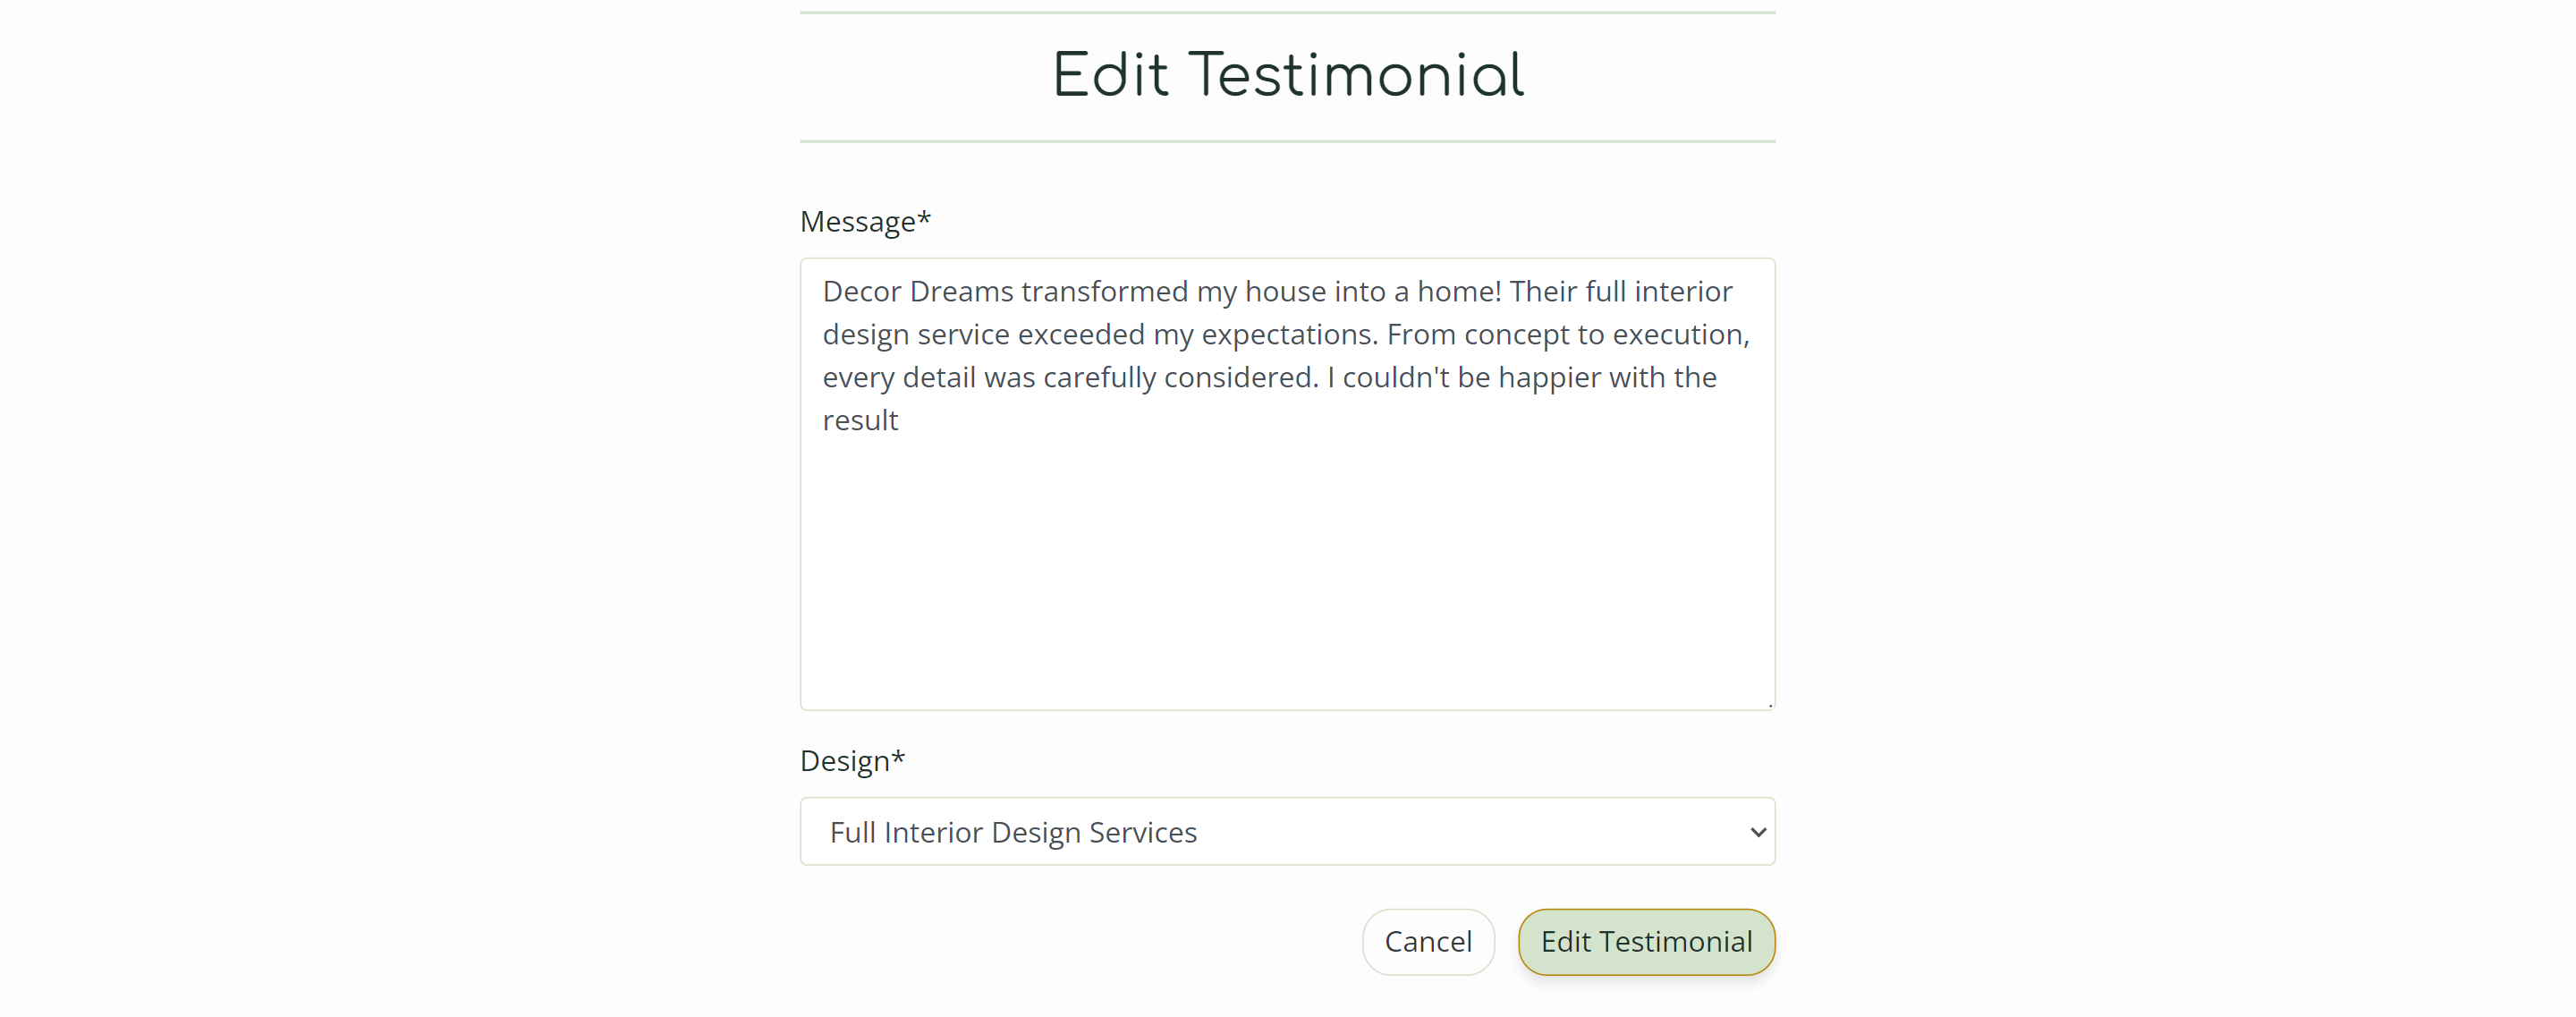 Edit Testimonial
Message*
Decor Dreams transformed my house into a home! Their full interior
design service exceeded my expectations. From concept to execution,
every detail was carefully considered. I couldn't be happier with the
result
Design*
Full Interior Design Services
Cancel
Edit Testimonial